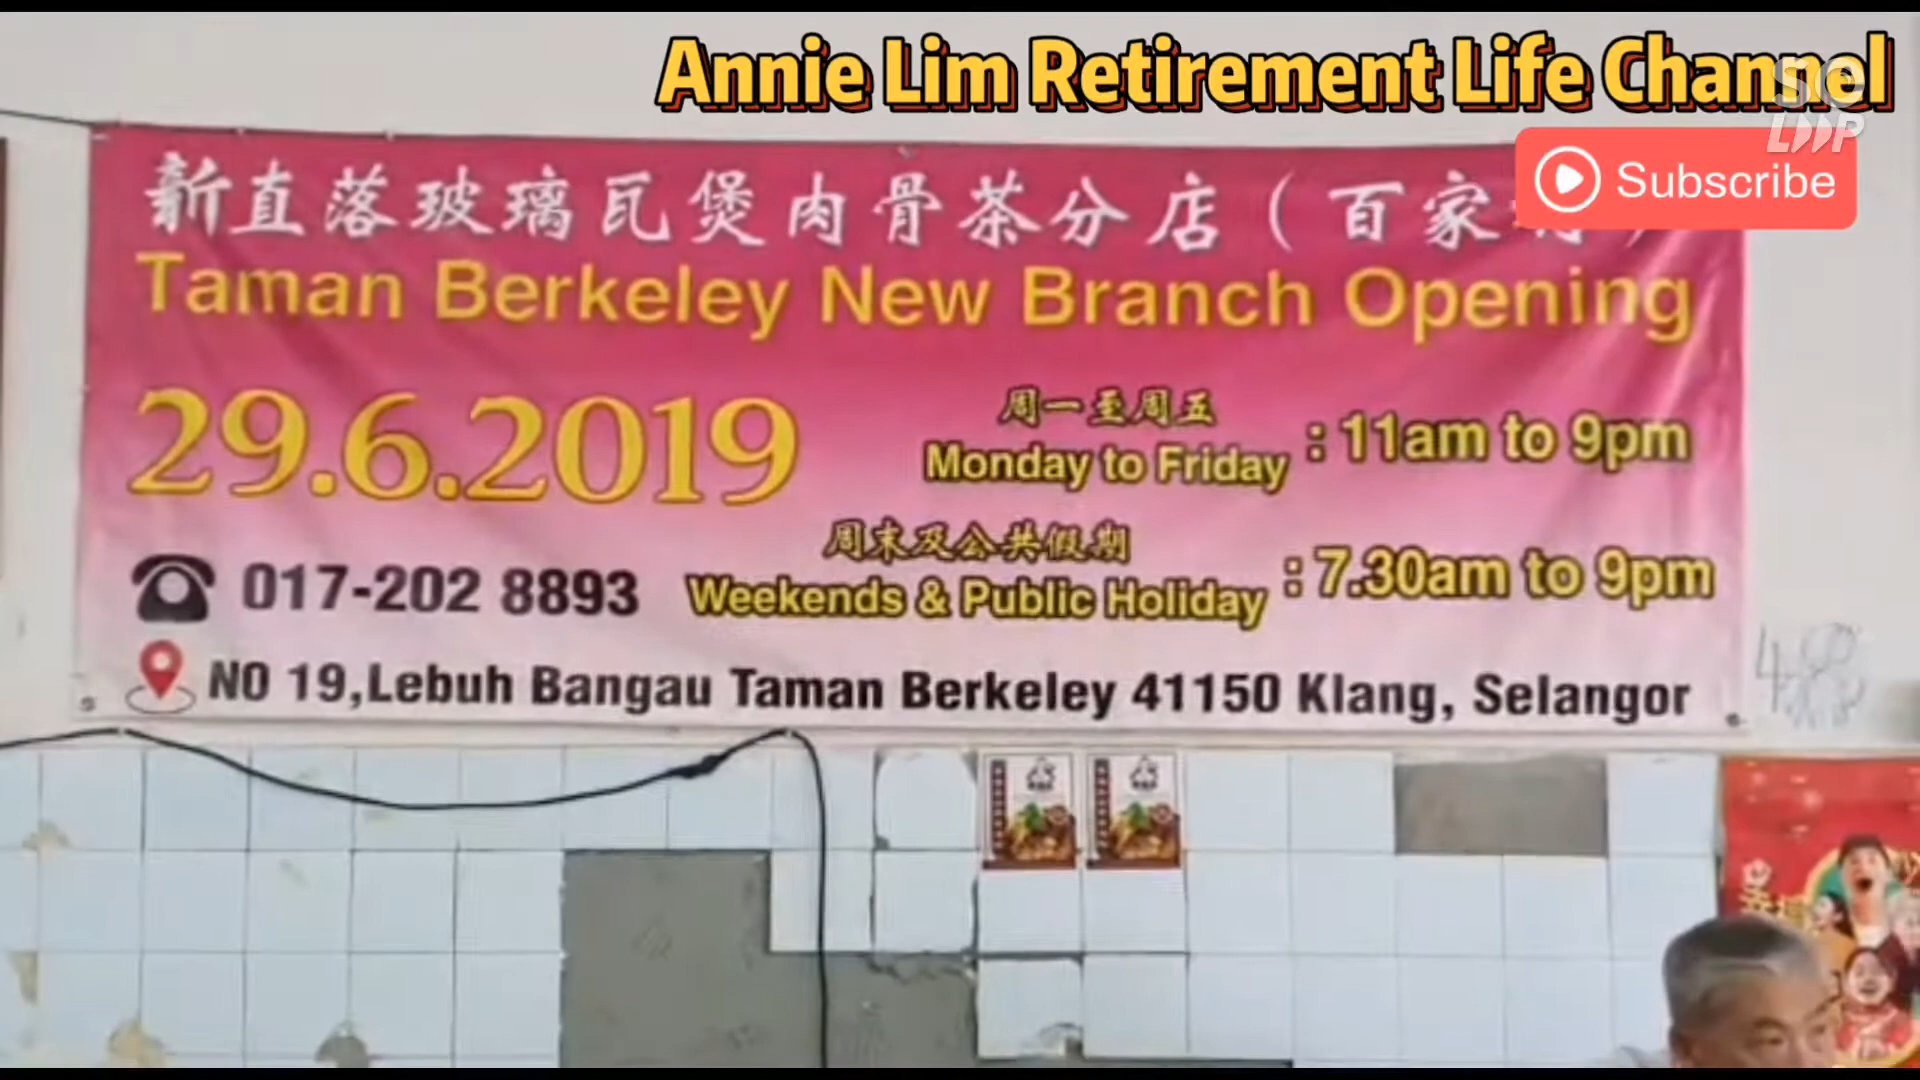 Annie Lim Retirement Life Channel
Subscribe
新直落玻璃瓦煲肉骨茶分店（百家
Taman Berkeley New Branch Opening
29.6.2019
周一至周五
Monday to Friday : 11am to 9pm
周末及公共假期
Weekends & Public Holiday : 7.30am to 9pm
017-202 8893
NO 19,Lebuh Bangau Taman Berkeley 41150 Klang, Selangor